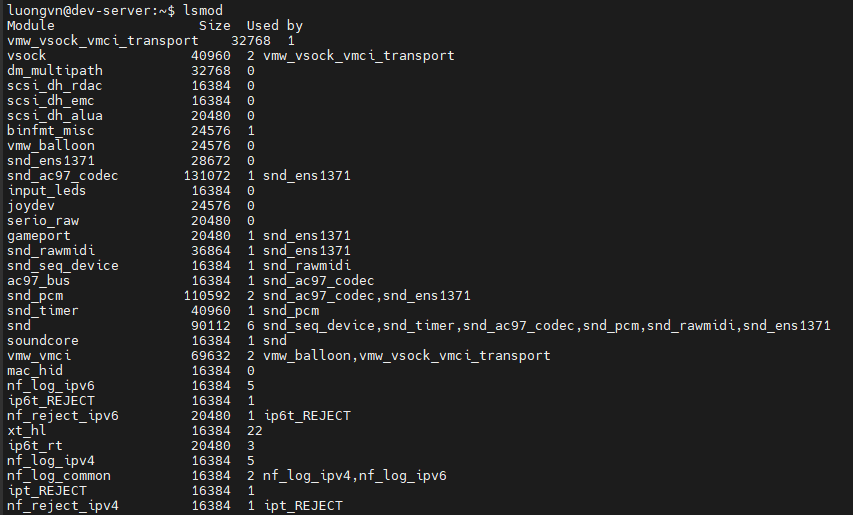 luongvn@dev-server:~$ lsmod
Module                  Size  Used by
vmw_vsock_vmci_transport    32768  1
vsock                  40960  2 vmw_vsock_vmci_transport
dm_multipath           32768  0
scsi_dh_rdac           16384  0
scsi_dh_emc            16384  0
scsi_dh_alua           20480  0
binfmt_misc            24576  1
vmw_balloon            24576  0
snd_ens1371            28672  0
snd_ac97_codec        131072  1 snd_ens1371
input_leds             16384  0
joydev                 24576  0
serio_raw              20480  0
gameport               20480  1 snd_ens1371
snd_rawmidi            36864  1 snd_ens1371
snd_seq_device         16384  1 snd_rawmidi
ac97_bus               16384  1 snd_ac97_codec
snd_pcm               110592  2 snd_ac97_codec,snd_ens1371
snd_timer              40960  1 snd_pcm
snd                    90112  6 snd_seq_device,snd_timer,snd_ac97_codec,snd_pcm,snd_rawmidi,snd_ens1371
soundcore              16384  1 snd
vmw_vmci               69632  2 vmw_balloon,vmw_vsock_vmci_transport
mac_hid                16384  0
nf_log_ipv6            16384  5
ip6t_REJECT            16384  1
nf_reject_ipv6         20480  1 ip6t_REJECT
xt_hl                  16384  22
ip6t_rt                20480  3
nf_log_ipv4            16384  5
nf_log_common          16384  2 nf_log_ipv4,nf_log_ipv6
ipt_REJECT             16384  1
nf_reject_ipv4         16384  1 ipt_REJECT